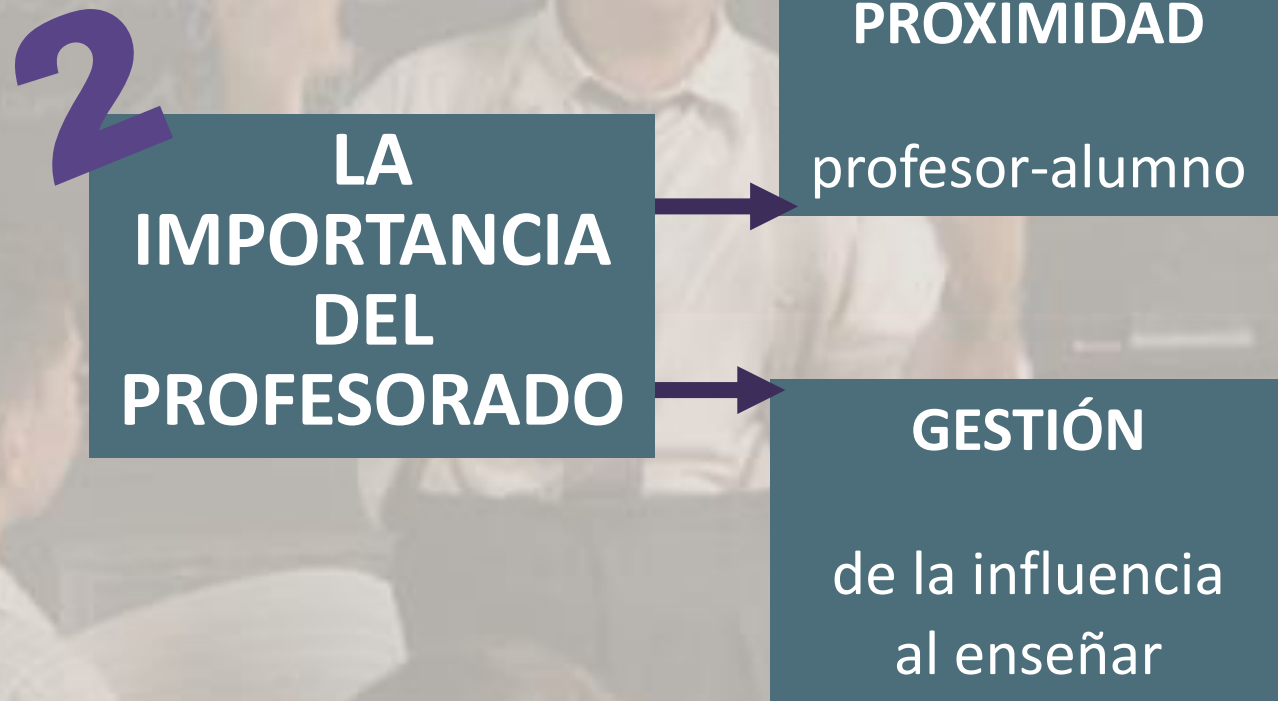 2
LA
IMPORTANCIA
DEL
PROFESORADO
PROXIMIDAD
profesor-alumno
GESTIÓN
de la influencia
al enseñar